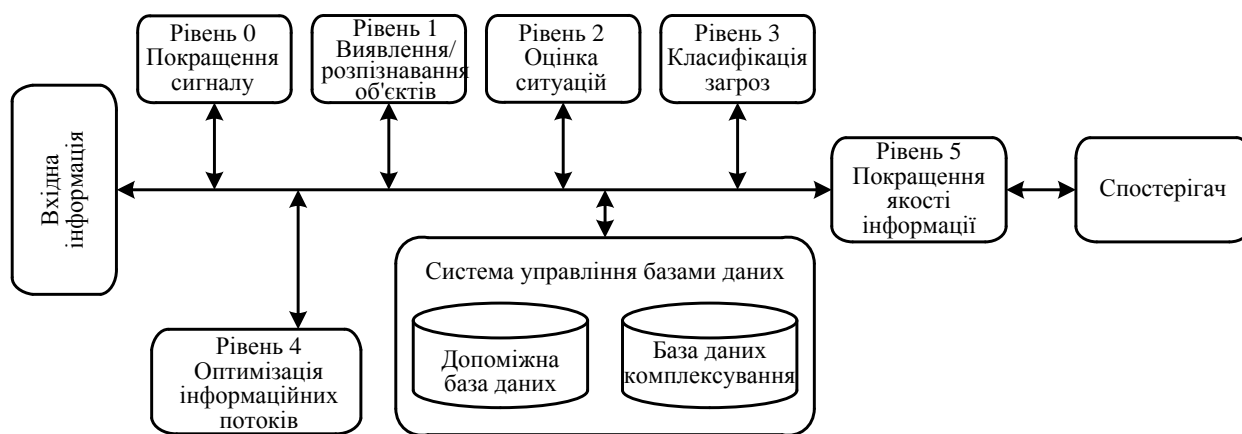 Рівень 0
Покращення
сигналу
Рівень 1
Виявлення/
розпізнавання
об'єктів
Рівень 2
Оцінка
ситуацій
Рівень 3
Класифікація
загроз
Вхідна
інформація
Рівень 5
Покращення
якості
інформації
Спостерігач
Рівень 4
Оптимізація
інформаційних
потоків
Система управління базами даних
Допоміжна
база даних
База даних
комплексування